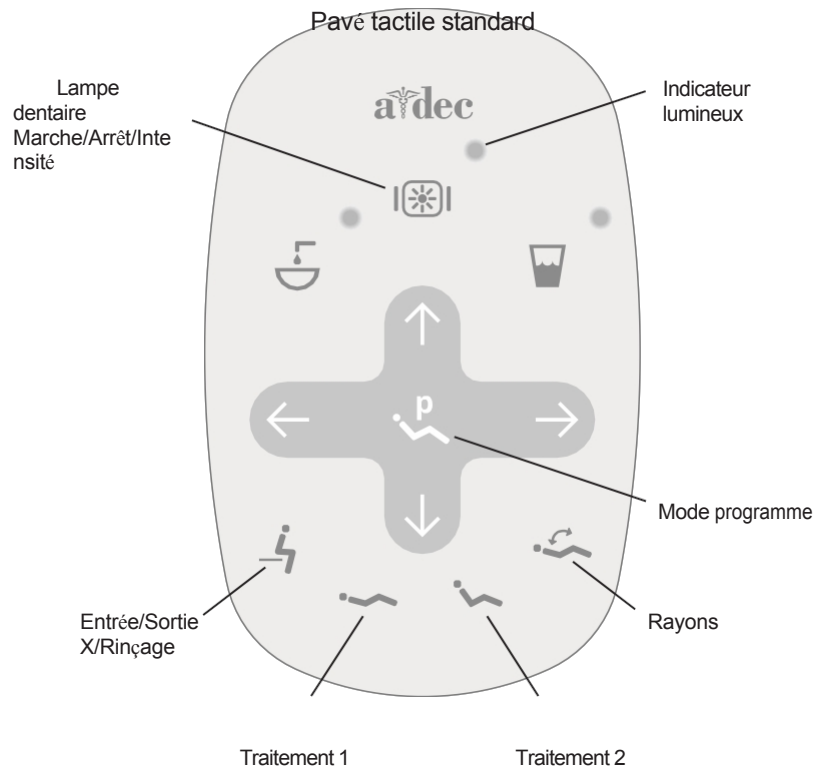 Pavé tactile standard
a dec
Lampe
dentaire
Marche/Arrêt/Inte
nsité
Indicateur
lumineux
p
Mode programme
Entrée/Sortie
X/Rinçage
Rayons
Traitement 1
Traitement 2